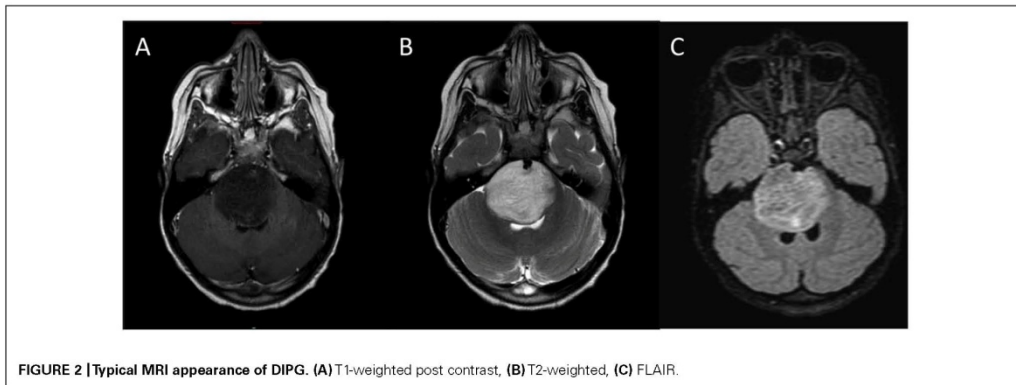 A B C
FIGURE 2 | Typical MRI appearance of DIPG. (A) T1-weighted post contrast, (B) T2-weighted, (C) FLAIR.